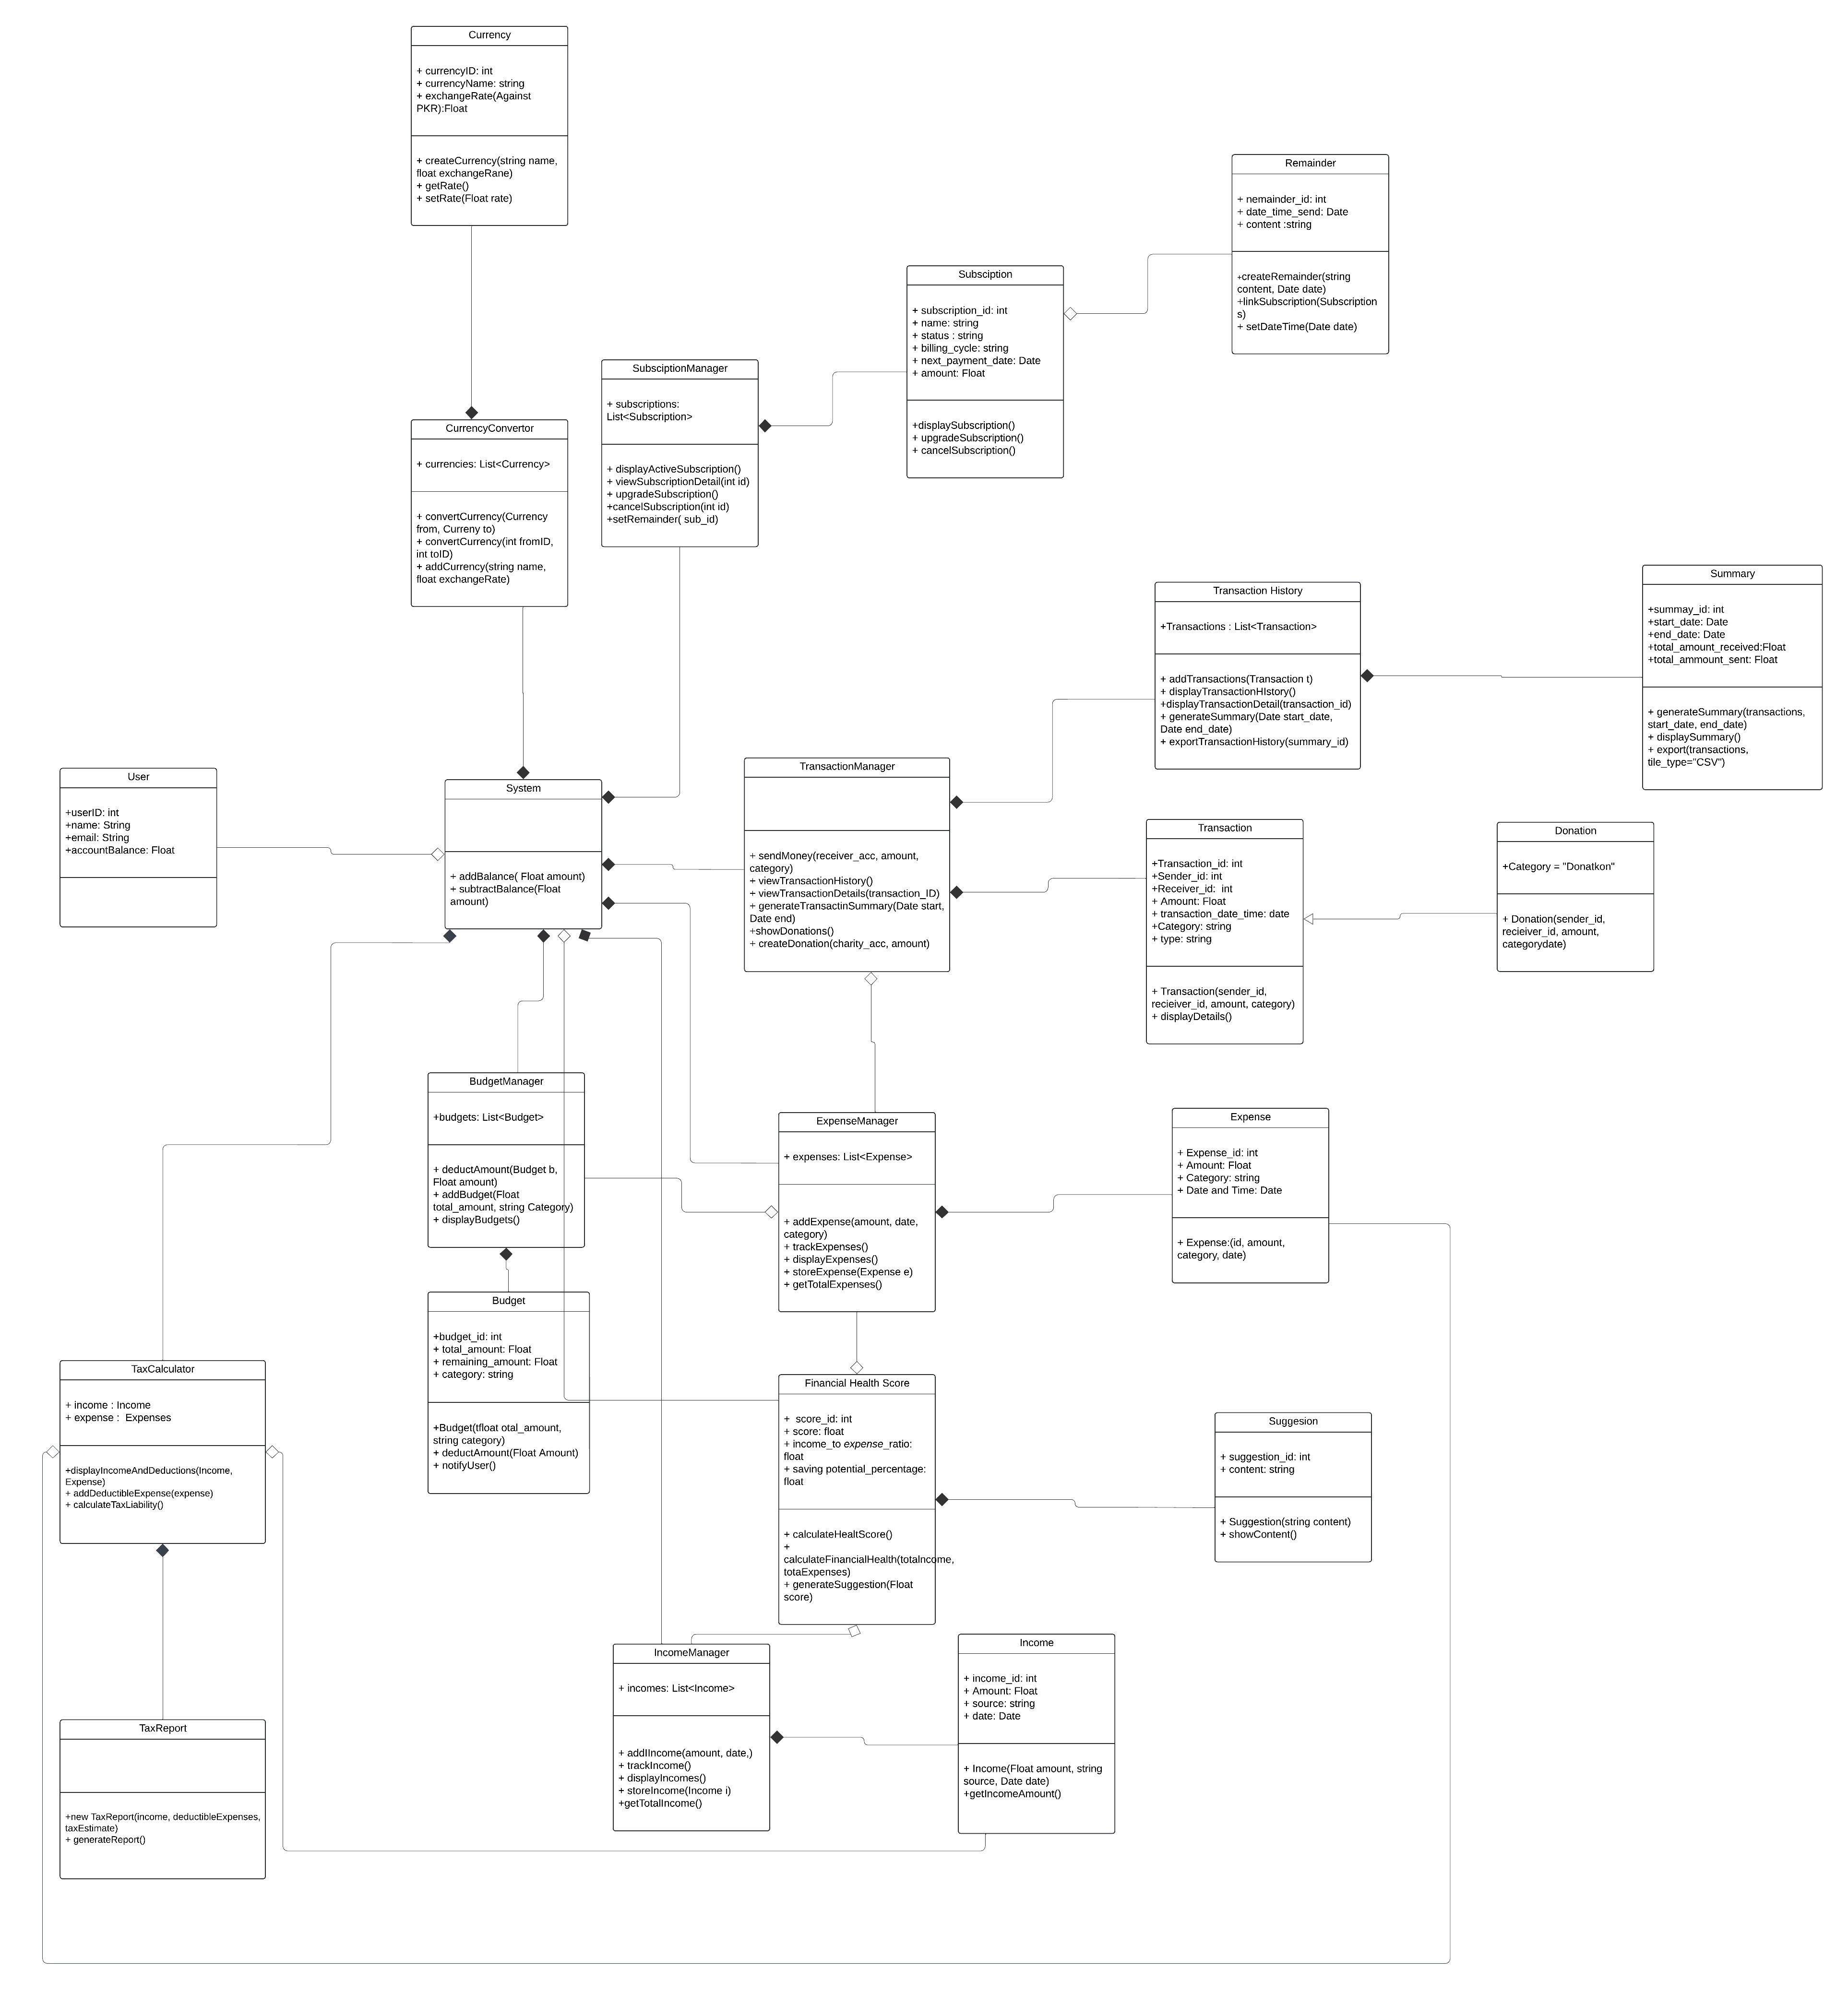 Currency
+ currencyID: int
+ currencyName: string
+ exchangeRate(Against
PKR):Float
+ createCurrency(string name,
float exchangeRane)
+ getRate()
+ setRate(Float rate)
Remainder
+ nemainder_id: int
+ date_time_send: Date
+ content :string
+createRemainder(string
content, Date date)
+linkSubscription(Subscription
s)
+ setDateTime(Date date)
Subsciption
+ subscription_id: int
+ name: string
+ status : string
+ billing_cycle: string
+ next_payment_date: Date
+ amount: Float
+displaySubscription()
+ upgradeSubscription()
+ cancelSubscription()
SubsciptionManager
+ subscriptions:
List<Subscription>
+ displayActiveSubscription()
+ viewSubscriptionDetail(int id)
+ upgradeSubscription()
+cancelSubscription(int id)
+setRemainder( sub_id)
CurrencyConvertor
+ currencies: List<Currency>
+ convertCurrency(Currency
from, Curreny to)
+ convertCurrency(int fromID,
int toID)
+ addCurrency(string name,
float exchangeRate)
Transaction History
+Transactions : List<Transaction>
+ addTransactions(Transaction t)
+ displayTransactionHIstory()
+displayTransactionDetail(transaction_id)
+ generateSummary(Date start_date,
Date end_date)
+ exportTransactionHistory(summary_id)
Summary
+summay_id: int
+start_date: Date
+end_date: Date
+total_amount_received:Float
+total_ammount_sent: Float
+ generateSummary(transactions,
start_date, end_date)
+ displaySummary()
+ export(transactions,
tile_type="CSV")
User
+userID: int
+name: String
+email: String
+accountBalance: Float
System
+ addBalance( Float amount)
+ subtractBalance(Float
amount)
TransactionManager
+ sendMoney(receiver_acc, amount,
category)
+ viewTransactionHistory()
+ viewTransactionDetails(transaction_ID)
+ generateTransactinSummary(Date start,
Date end)
+showDonations()
+ createDonation(charity_acc, amount)
Transaction
+Transaction_id: int
+Sender_id: int
+Receiver_id:  int
+ Amount: Float
+ transaction_date_time: date
+Category: string
+ type: string
+ Transaction(sender_id,
recieiver_id, amount, category)
+ displayDetails()
Donation
+Category = "Donatkon"
+ Donation(sender_id,
recieiver_id, amount,
categorydate)
BudgetManager
+budgets: List<Budget>
+ deductAmount(Budget b,
Float amount)
+ addBudget(Float
total_amount, string Category)
+ displayBudgets()
ExpenseManager
+ expenses: List<Expense>
+ addExpense(amount, date,
category)
+ trackExpenses()
+ displayExpenses()
+ storeExpense(Expense e)
+ getTotalExpenses()
Expense
+ Expense_id: int
+ Amount: Float
+ Category: string
+ Date and Time: Date
+ Expense:(id, amount,
category, date)
Budget
+budget_id: int
+ total_amount: Float
+ remaining_amount: Float
+ category: string
+Budget(tfloat otal_amount,
string category)
+ deductAmount(Float Amount)
+ notifyUser()
TaxCalculator
+ income : Income
+ expense :  Expenses
+displayIncomeAndDeductions(Income,
Expense)
+ addDeductibleExpense(expense)
+ calculateTaxLiability()
Financial Health Score
+  score_id: int
+ score: float
+ income_to expense_ratio:
float
+ saving potential_percentage:
float
+ calculateHealtScore()
+
calculateFinancialHealth(totalncome,
totaExpenses)
+ generateSuggestion(Float
score)
Suggesion
+ suggestion_id: int
+ content: string
+ Suggestion(string content)
+ showContent()
IncomeManager
+ incomes: List<Income>
+ addIIncome(amount, date,)
+ trackIncome()
+ displayIncomes()
+ storeIncome(Income i)
+getTotalIncome()
Income
+ income_id: int
+ Amount: Float
+ source: string
+ date: Date
+ Income(Float amount, string
source, Date date)
+getIncomeAmount()
TaxReport
+new TaxReport(income, deductibleExpenses,
taxEstimate)
+ generateReport()